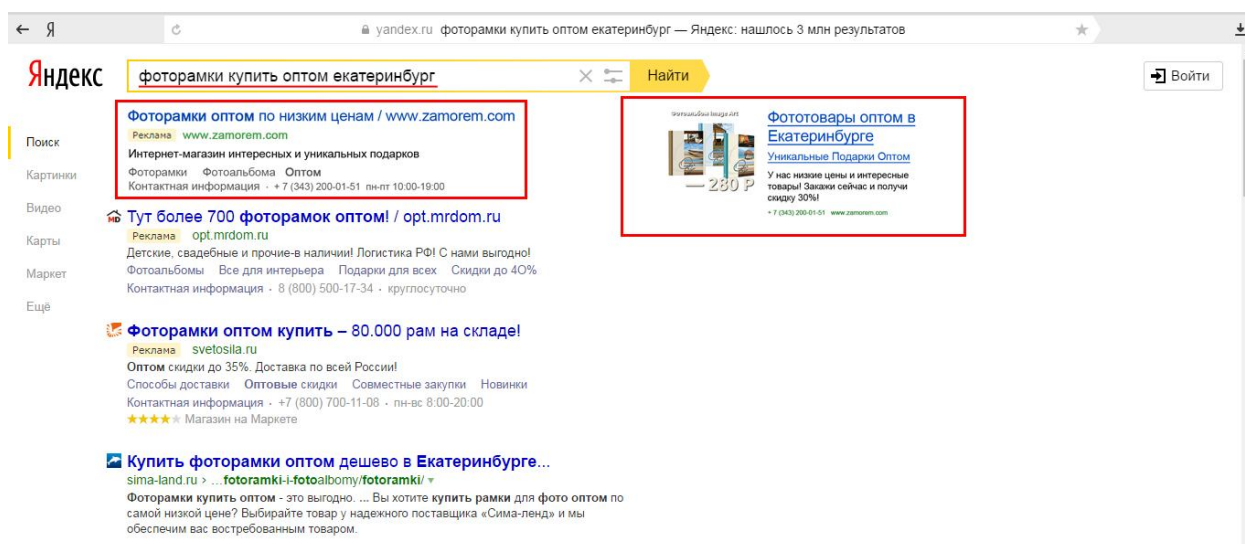 Я
yandex.ru фоторамки купить оптом екатеринбург — Яндекс: нашлось 3 млн результатов
Яндекс
фоторамки купить оптом екатеринбург
Найти
Войти
Поиск
Картинки
Видео
Карты
Маркет
Ещё
Фоторамки оптом по низким ценам / www.zamorem.com
Реклама www.zamorem.com
Интернет-магазин интересных и уникальных подарков
Фоторамки Фотоальбома Оптом
Контактная информация · + 7 (343) 200-01-51 пн-пт 10:00-19:00
MD Тут более 700 фоторамок оптом! / opt.mrdom.ru
Реклама opt.mrdom.ru
Детские, свадебные и прочие-в наличии! Логистика РФ! С нами выгодно!
Фотоальбомы Все для интерьера Подарки для всех Скидки до 4О%
Контактная информация · 8 (800) 500-17-34 · круглосуточно
Фоторамки оптом купить – 80.000 рам на складе!
Реклама svetosila.ru
Оптом скидки до 35%. Доставка по всей России!
Способы доставки Оптовые скидки Совместные закупки Новинки
Контактная информация · +7 (800) 700-11-08 · пн-вс 8:00-20:00
Магазин на Маркете
Купить фоторамки оптом дешево в Екатеринбурге...
sima-land.ru › ...fotoramki-i-fotoalbomy/fotoramki/
Фоторамки купить оптом - это выгодно. ... Вы хотите купить рамки для фото оптом по
самой низкой цене? Выбирайте товар у надежного поставщика «Сима-ленд» и мы
обеспечим вас востребованным товаром.
Фотоальбом Image Art
— 280 Р
Фототовары оптом в
Екатеринбурге
Уникальные Подарки Оптом
У нас низкие цены и интересные
товары! Закажи сейчас и получи
скидку 30%!
+ 7 (343) 200-01-51 www.zamorem.com